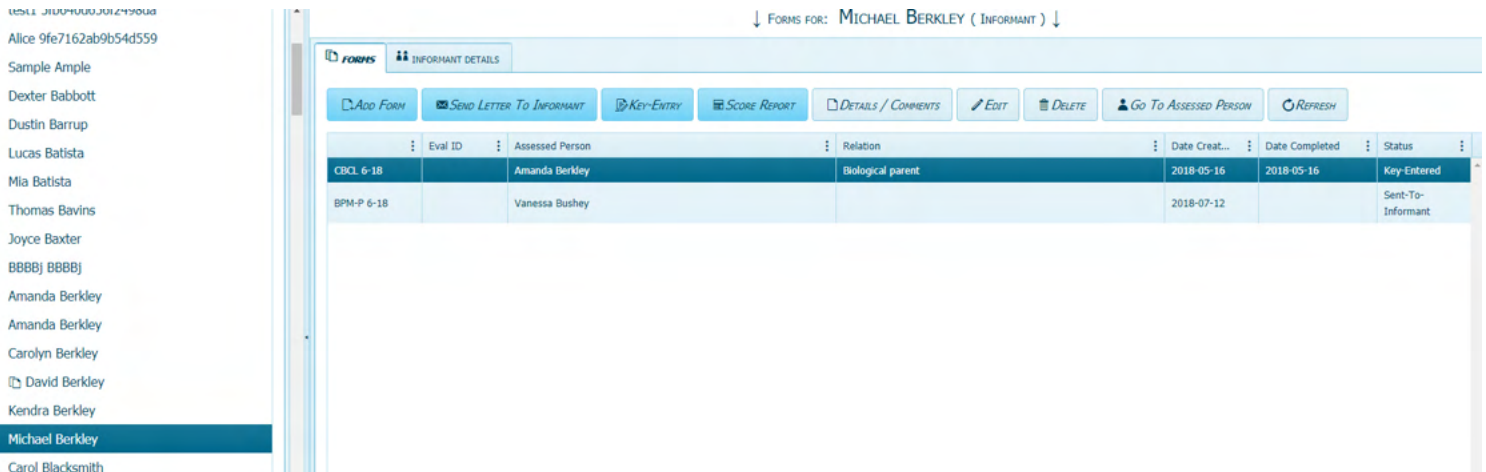 Alice 9fe7162ab9b54d559
Sample Ample
Dexter Babbott
Dustin Barrup
Lucas Batista
Mia Batista
Thomas Bavins
Joyce Baxter
BBBBj BBBBj
Amanda Berkley
Amanda Berkley
Carolyn Berkley
David Berkley
Kendra Berkley
Michael Berkley
Carol Blacksmith
↓ Forms for: Michael Berkley ( Informant ) ↓
Forms Informant Details
Add Form Send Letter To Informant Key-Entry Score Report Details / Comments Edit Delete Go To Assessed Person Refresh
Eval ID Assessed Person Relation Date Creat... Date Completed Status
CBCL 6-18 Amanda Berkley Biological parent 2018-05-16 2018-05-16 Key-Entered
BPM-P 6-18 Vanessa Bushey 2018-07-12 Sent-To-
Informant